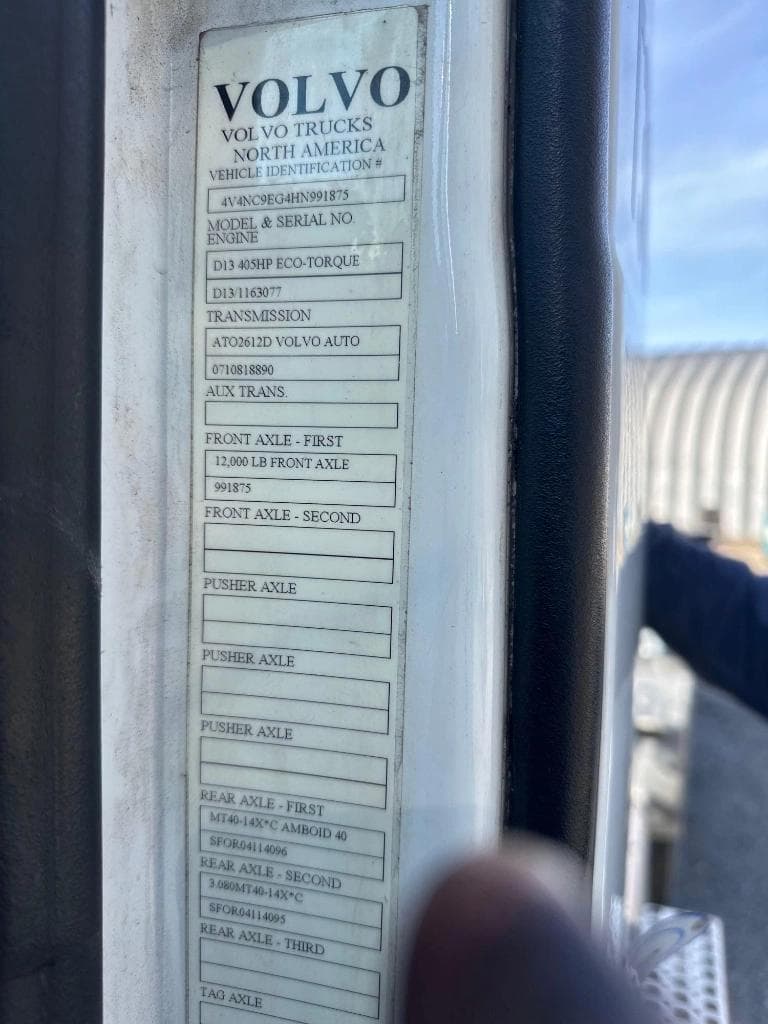 VOLVO
VOLVO TRUCKS
NORTH AMERICA
VEHICLE IDENTIFICATION #
4V4NC9EG4HN991875
MODEL & SERIAL NO.
ENGINE
D13 405HP ECO-TORQUE
D13/1163077
TRANSMISSION
ATO2612D VOLVO AUTO
0710818890
AUX TRANS.
FRONT AXLE - FIRST
12,000 LB FRONT AXLE
991875
FRONT AXLE - SECOND
PUSHER AXLE
PUSHER AXLE
PUSHER AXLE
REAR AXLE - FIRST
MT40-14X*C AMBOID 40
SFOR04114096
REAR AXLE - SECOND
3.080MT40-14X*C
SFOR04114095
REAR AXLE - THIRD
TAG AXLE